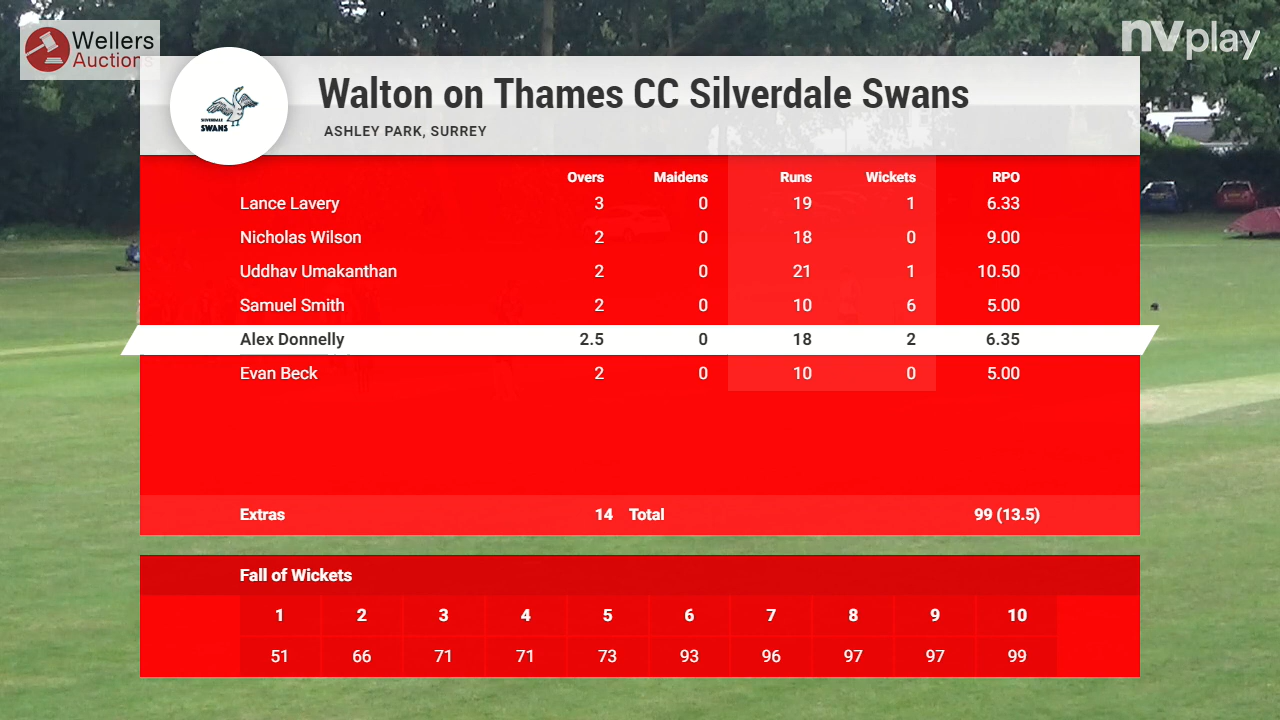 Wellers
Auctions
nvplay
Walton on Thames CC Silverdale Swans
ASHLEY PARK, SURREY
SILVERDALE
SWANS
Overs Maidens Runs Wickets RPO
Lance Lavery 3 0 19 1 6.33
Nicholas Wilson 2 0 18 0 9.00
Uddhav Umakanthan 2 0 21 1 10.50
Samuel Smith 2 0 10 6 5.00
Alex Donnelly 2.5 0 18 2 6.35
Evan Beck 2 0 10 0 5.00
Extras 14 Total 99 (13.5)
Fall of Wickets
1 2 3 4 5 6 7 8 9 10
51 66 71 71 73 93 96 97 97 99